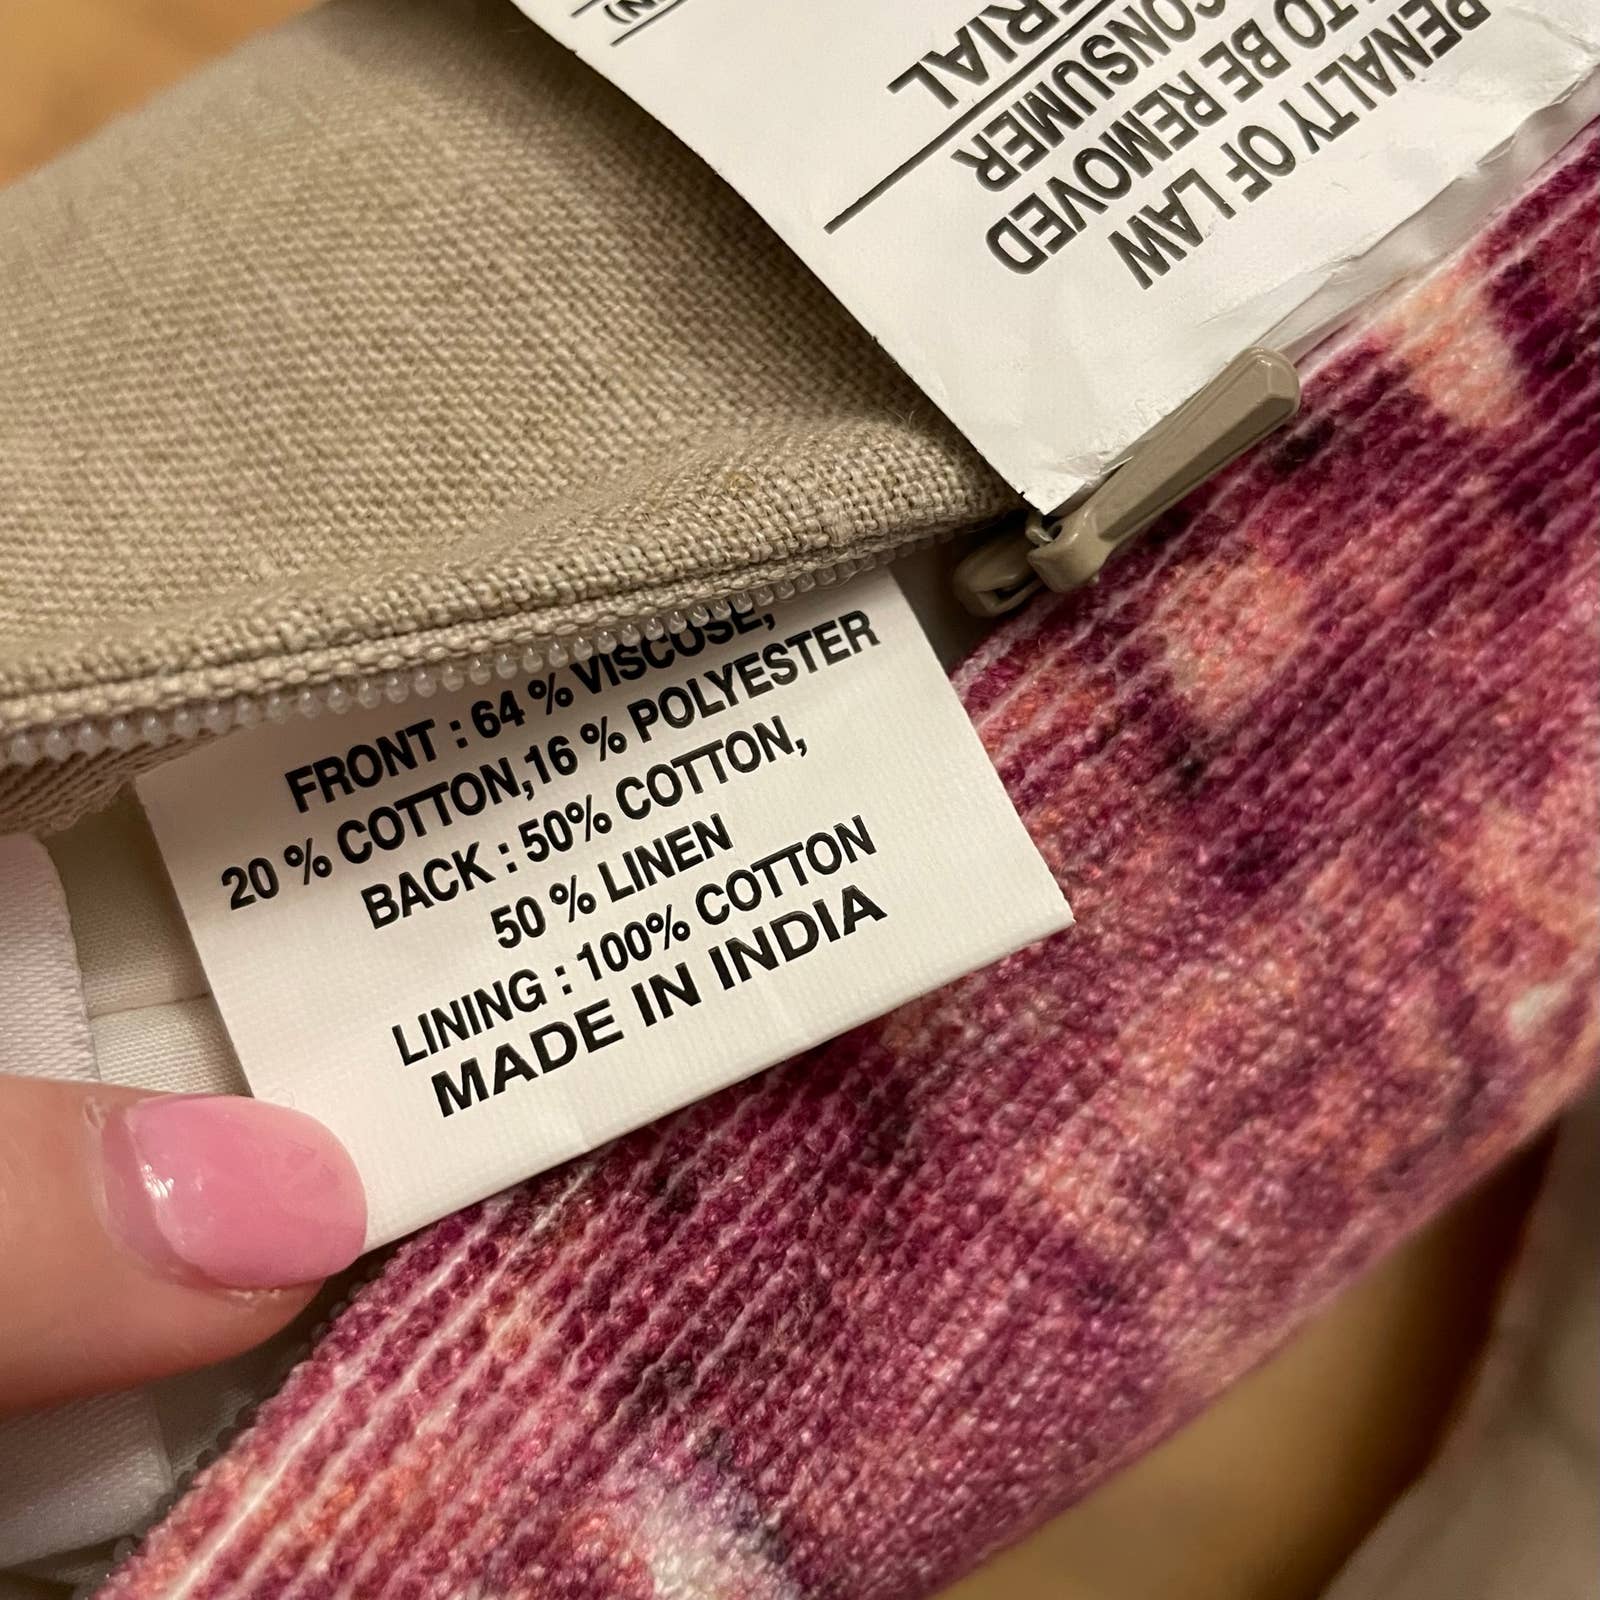 FRONT : 64 % VISCOSE,
20 % COTTON,16 % POLYESTER
BACK : 50% COTTON,
50 % LINEN
LINING : 100% COTTON
MADE IN INDIA
PENALTY OF LAW
TO BE REMOVED
CONSUMER